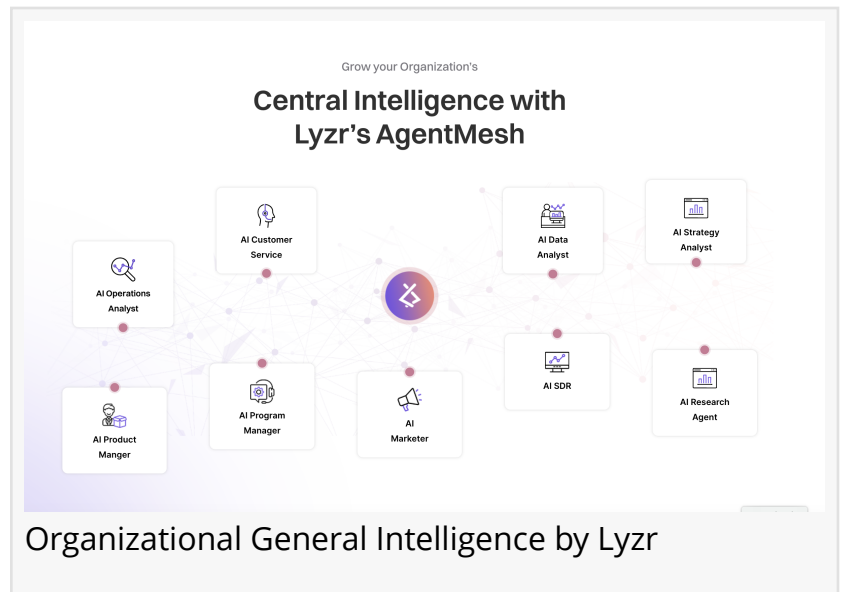 Grow your Organization's
Central Intelligence with
Lyzr's AgentMesh
AI Customer
Service
AI Data
Analyst
AI Strategy
Analyst
AI Operations
Analyst
AI SDR
AI Product
Manger
AI Program
Manager
AI
Marketer
AI Research
Agent
Organizational General Intelligence by Lyzr